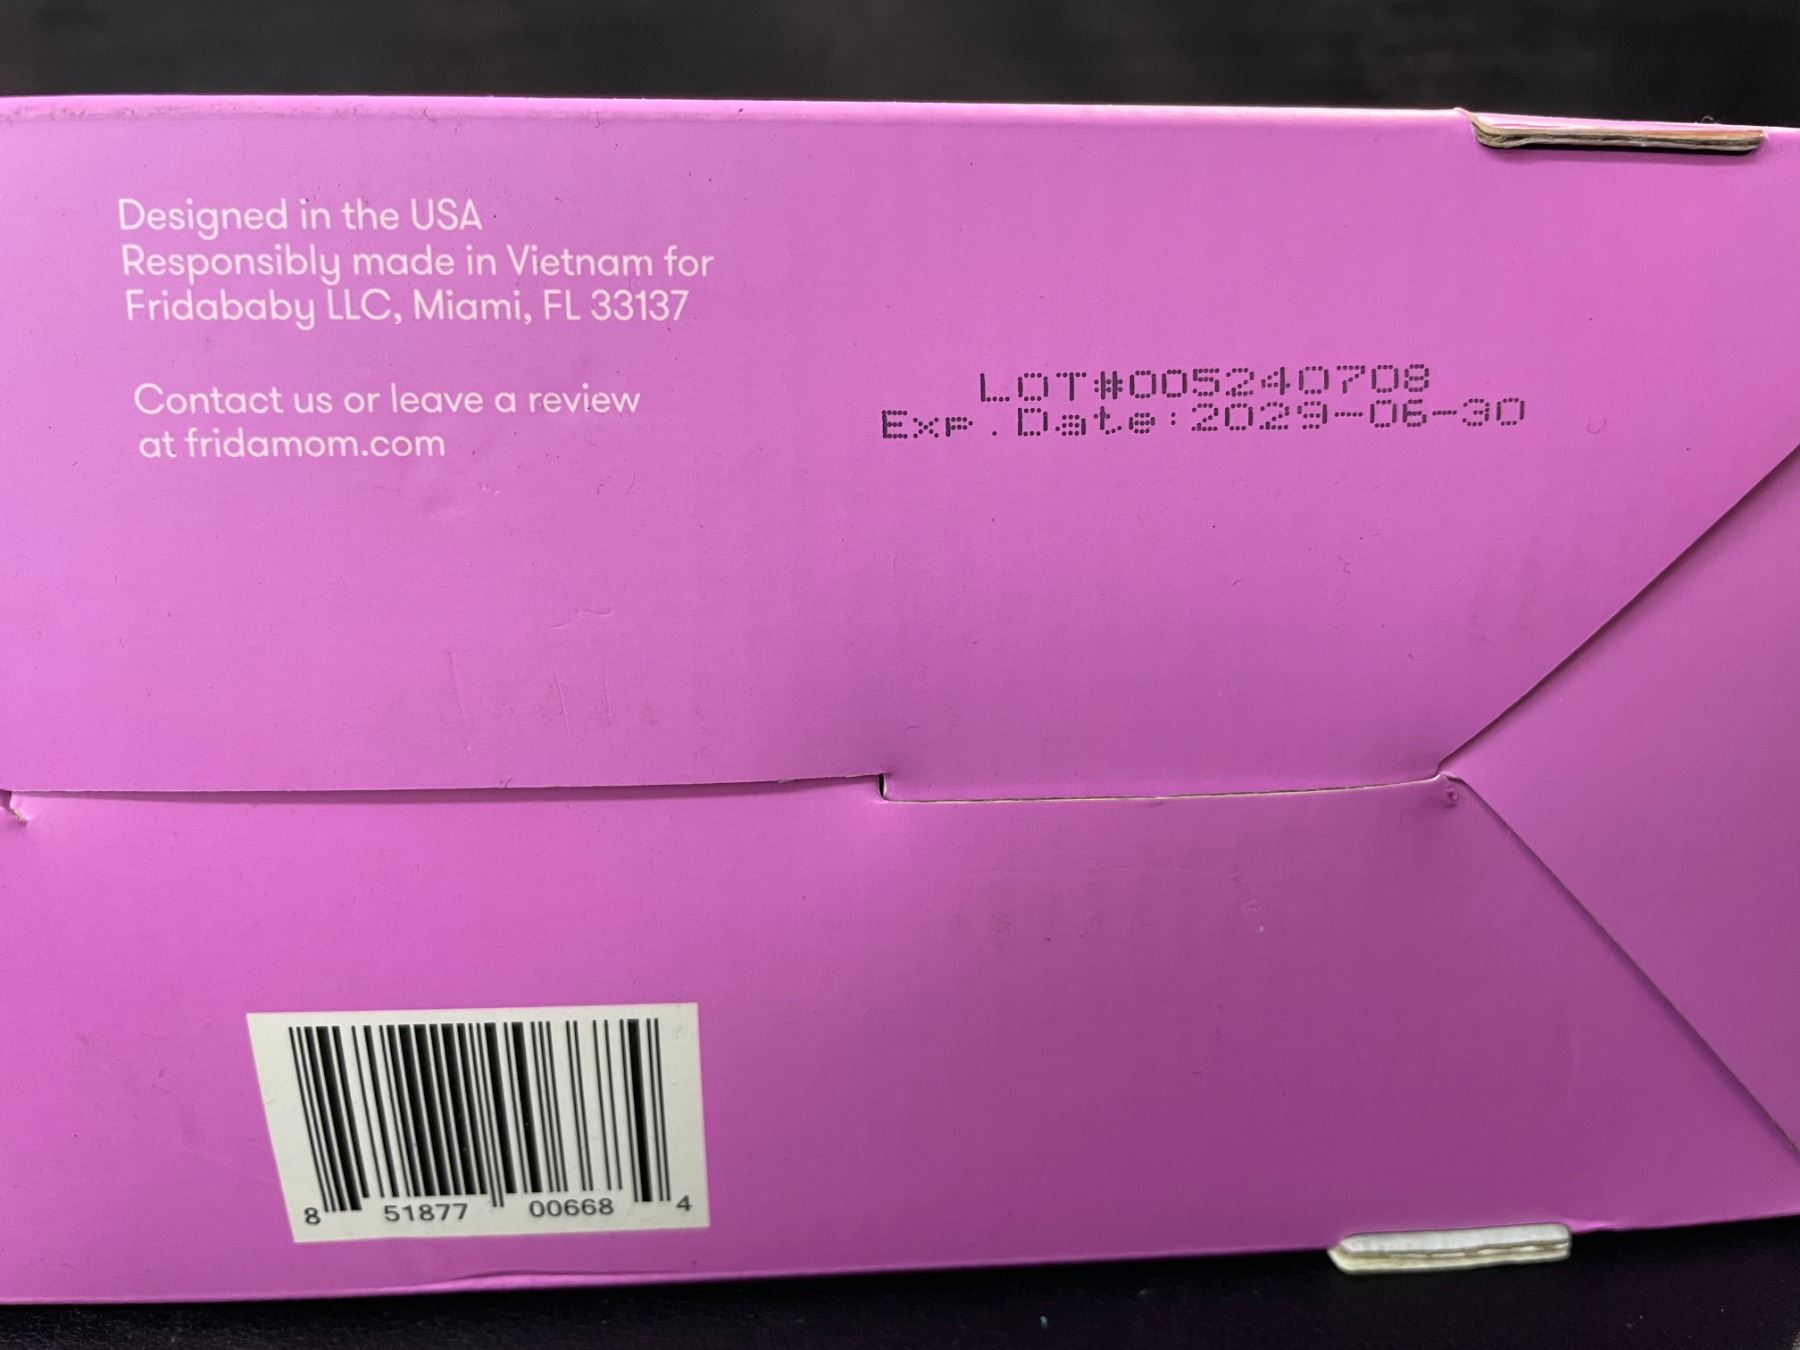 Designed in the USA
Responsibly made in Vietnam for
Fridababy LLC, Miami, FL 33137
Contact us or leave a review
at fridamom.com
LOT#005240708
Exp.Date:2029-06-30
8 51877 00668 4